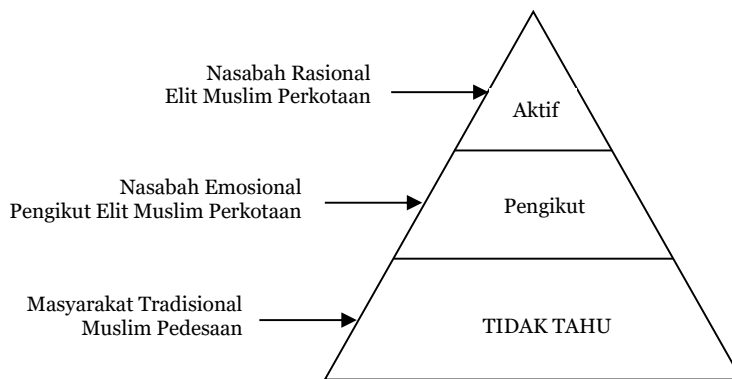 Nasabah Rasional
Elit Muslim Perkotaan
Aktif
Nasabah Emosional
Pengikut Elit Muslim Perkotaan
Pengikut
Masyarakat Tradisional
Muslim Pedesaan
TIDAK TAHU